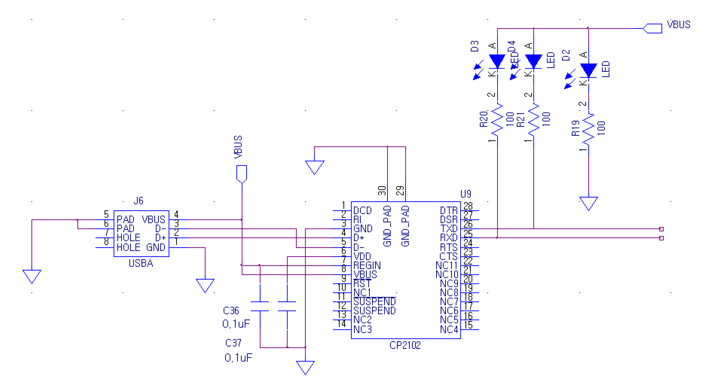 VBUS
D3
A
K
D4
LED
A
K
LED
D2
A
K
LED
2
R20
100
1
2
R21
100
1
2
R19
100
1
VBUS
30
29
GND_PAD
GND_PAD
U9
J6
5 PAD VBUS 4
6 PAD D- 3
7 HOLE D+ 2
8 HOLE GND 1
USBA
1 DCD DTR 28
2 RI DSR 27
3 GND TXD 26
4 D+ RXD 25
5 D- RTS 24
6 VDD CTS 23
7 REGIN NC11 22
8 VBUS NC10 21
9 RST NC9 20
10 NC1 NC8 19
11 SUSPEND NC7 18
12 SUSPEND NC6 17
13 NC2 NC5 16
14 NC3 NC4 15
CP2102
C36
0,1uF
C37
0,1uF